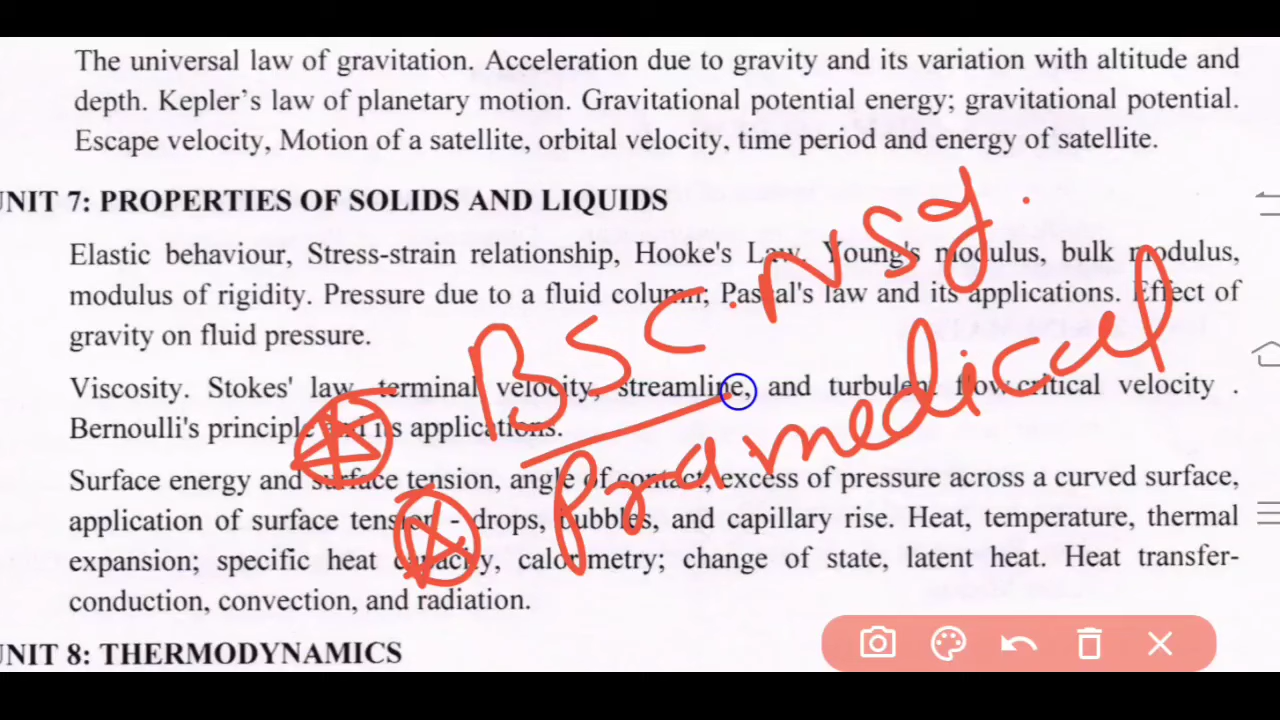 The universal law of gravitation. Acceleration due to gravity and its variation with altitude and
depth. Kepler's law of planetary motion. Gravitational potential energy; gravitational potential.
Escape velocity, Motion of a satellite, orbital velocity, time period and energy of satellite.
UNIT 7: PROPERTIES OF SOLIDS AND LIQUIDS
Elastic behaviour, Stress-strain relationship, Hooke's Law. Young's modulus, bulk modulus,
modulus of rigidity. Pressure due to a fluid column; Pascal's law and its applications. Effect of
gravity on fluid pressure.
Viscosity. Stokes' law, terminal velocity, streamline, and turbulent flow.critical velocity .
Bernoulli's principle and its applications.
Surface energy and surface tension, angle of contact, excess of pressure across a curved surface,
application of surface tension - drops, bubbles, and capillary rise. Heat, temperature, thermal
expansion; specific heat capacity, calorimetry; change of state, latent heat. Heat transfer-
conduction, convection, and radiation.
UNIT 8: THERMODYNAMICS
BSC. NSg.
Pramedical